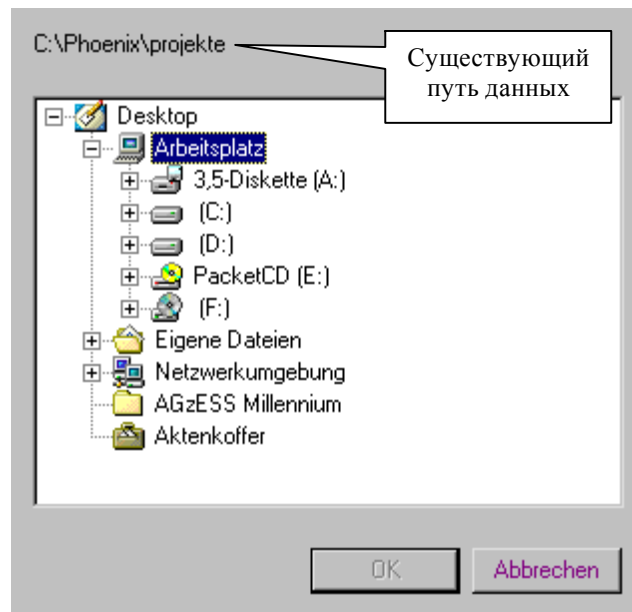 C:\Phoenix\projekte
Существующий
путь данных
Desktop
Arbeitsplatz
3,5-Diskette (A:)
(C:)
(D:)
PacketCD (E:)
(F:)
Eigene Dateien
Netzwerkumgebung
AGzESS Millennium
Aktenkoffer
OK
Abbrechen